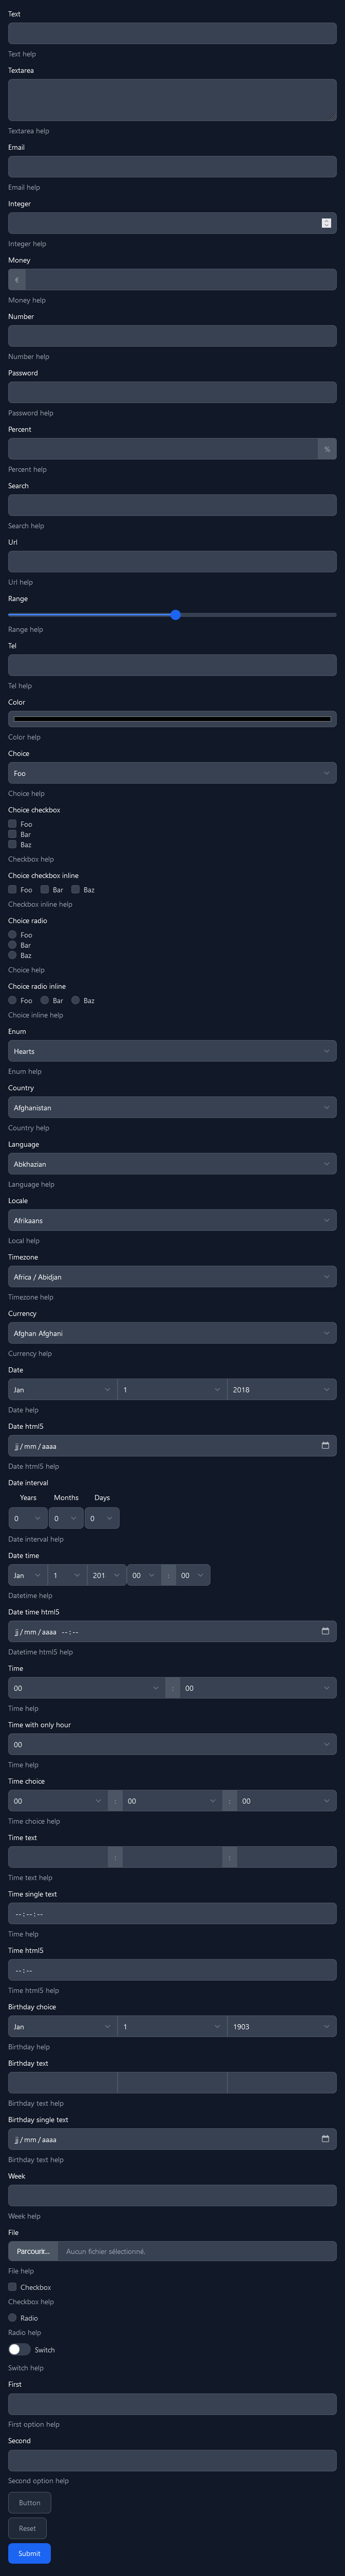 Text
Text help
Textarea
Textarea help
Email
Email help
Integer
Integer help
Money
€
Money help
Number
Number help
Password
Password help
Percent
%
Percent help
Search
Search help
Url
Url help
Range
Range help
Tel
Tel help
Color
Color help
Choice
Foo
Choice help
Choice checkbox
Foo
Bar
Baz
Checkbox help
Choice checkbox inline
Foo Bar Baz
Checkbox inline help
Choice radio
Foo
Bar
Baz
Choice help
Choice radio inline
Foo Bar Baz
Choice inline help
Enum
Hearts
Enum help
Country
Afghanistan
Country help
Language
Abkhazian
Language help
Locale
Afrikaans
Local help
Timezone
Africa / Abidjan
Timezone help
Currency
Afghan Afghani
Currency help
Date
Jan 1 2018
Date help
Date html5
jj / mm / aaaa
Date html5 help
Date interval
Years Months Days
0 0 0
Date interval help
Date time
Jan 1 201 00 : 00
Datetime help
Date time html5
jj / mm / aaaa -- : --
Datetime html5 help
Time
00 : 00
Time help
Time with only hour
00
Time help
Time choice
00 : 00 : 00
Time choice help
Time text
: :
Time text help
Time single text
-- : -- : --
Time help
Time html5
-- : --
Time html5 help
Birthday choice
Jan 1 1903
Birthday help
Birthday text
Birthday text help
Birthday single text
jj / mm / aaaa
Birthday text help
Week
Week help
File
Parcourir... Aucun fichier sélectionné.
File help
Checkbox
Checkbox help
Radio
Radio help
Switch
Switch help
First
First option help
Second
Second option help
Button
Reset
Submit